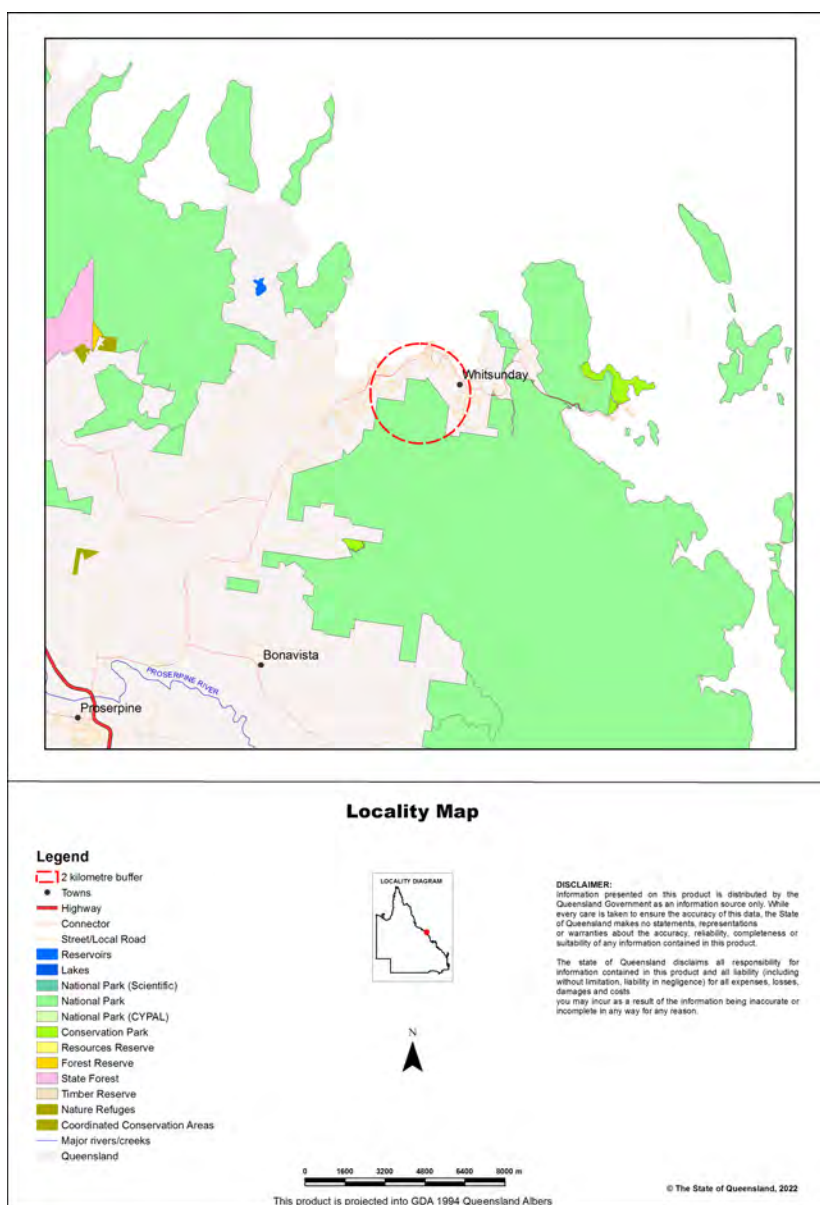 Whitsunday
Bonavista
PROSERPINE RIVER
Proserpine
Locality Map
Legend
2 kilometre buffer
Towns
Highway
Connector
Street/Local Road
Reservoirs
Lakes
National Park (Scientific)
National Park
National Park (CYPAL)
Conservation Park
Resources Reserve
Forest Reserve
State Forest
Timber Reserve
Nature Refuges
Coordinated Conservation Areas
Major rivers/creeks
Queensland
LOCALITY DIAGRAM
N
0 1600 3200 4800 6400 8000 m
This product is projected into GDA 1994 Queensland Albers
DISCLAIMER:
Information presented on this product is distributed by the
Queensland Government as an information source only. While
every care is taken to ensure the accuracy of this data, the State
of Queensland makes no statements, representations
or warranties about the accuracy, reliability, completeness or
suitability of any information contained in this product.
The state of Queensland disclaims all responsibility for
information contained in this product and all liability (including
without limitation, liability in negligence) for all expenses, losses,
damages and costs
you may incur as a result of the information being inaccurate or
incomplete in any way for any reason.
© The State of Queensland, 2022